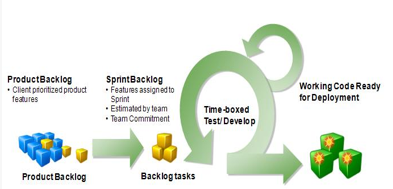 Product Backlog
• Client prioritized product
features
Sprint Backlog
• Features assigned to
Sprint
• Estimated by team
• Team Commitment
Time-boxed
Test/ Develop
Working Code Ready
for Deployment
Product Backlog
Backlog tasks